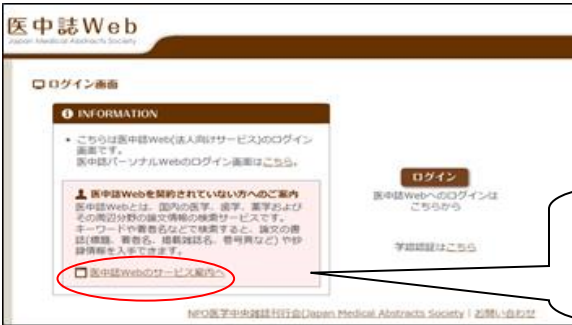 医中誌Web
Japan Medical Abstracts Society
ログイン画面
INFORMATION
・こちらは医中誌Web(法人向けサービス)のログイン
画面です。
医中誌パーソナルWebのログイン画面はこちら。
医中誌Webを契約されていない方へのご案内
医中誌Webとは、国内の医学、歯学、薬学および
その周辺分野の論文情報の検索サービスです。
キーワードや著者名などで検索すると、論文の書
誌(標題、著者名、掲載雑誌名、巻号頁など) や抄
録情報を入手できます。
医中誌Webのサービス案内へ
ログイン
医中誌Webへのログインは
こちらから
学認認証はこちら
NPO医学中央雑誌刊行会(Japan Medical Abstracts Society | お問い合わせ